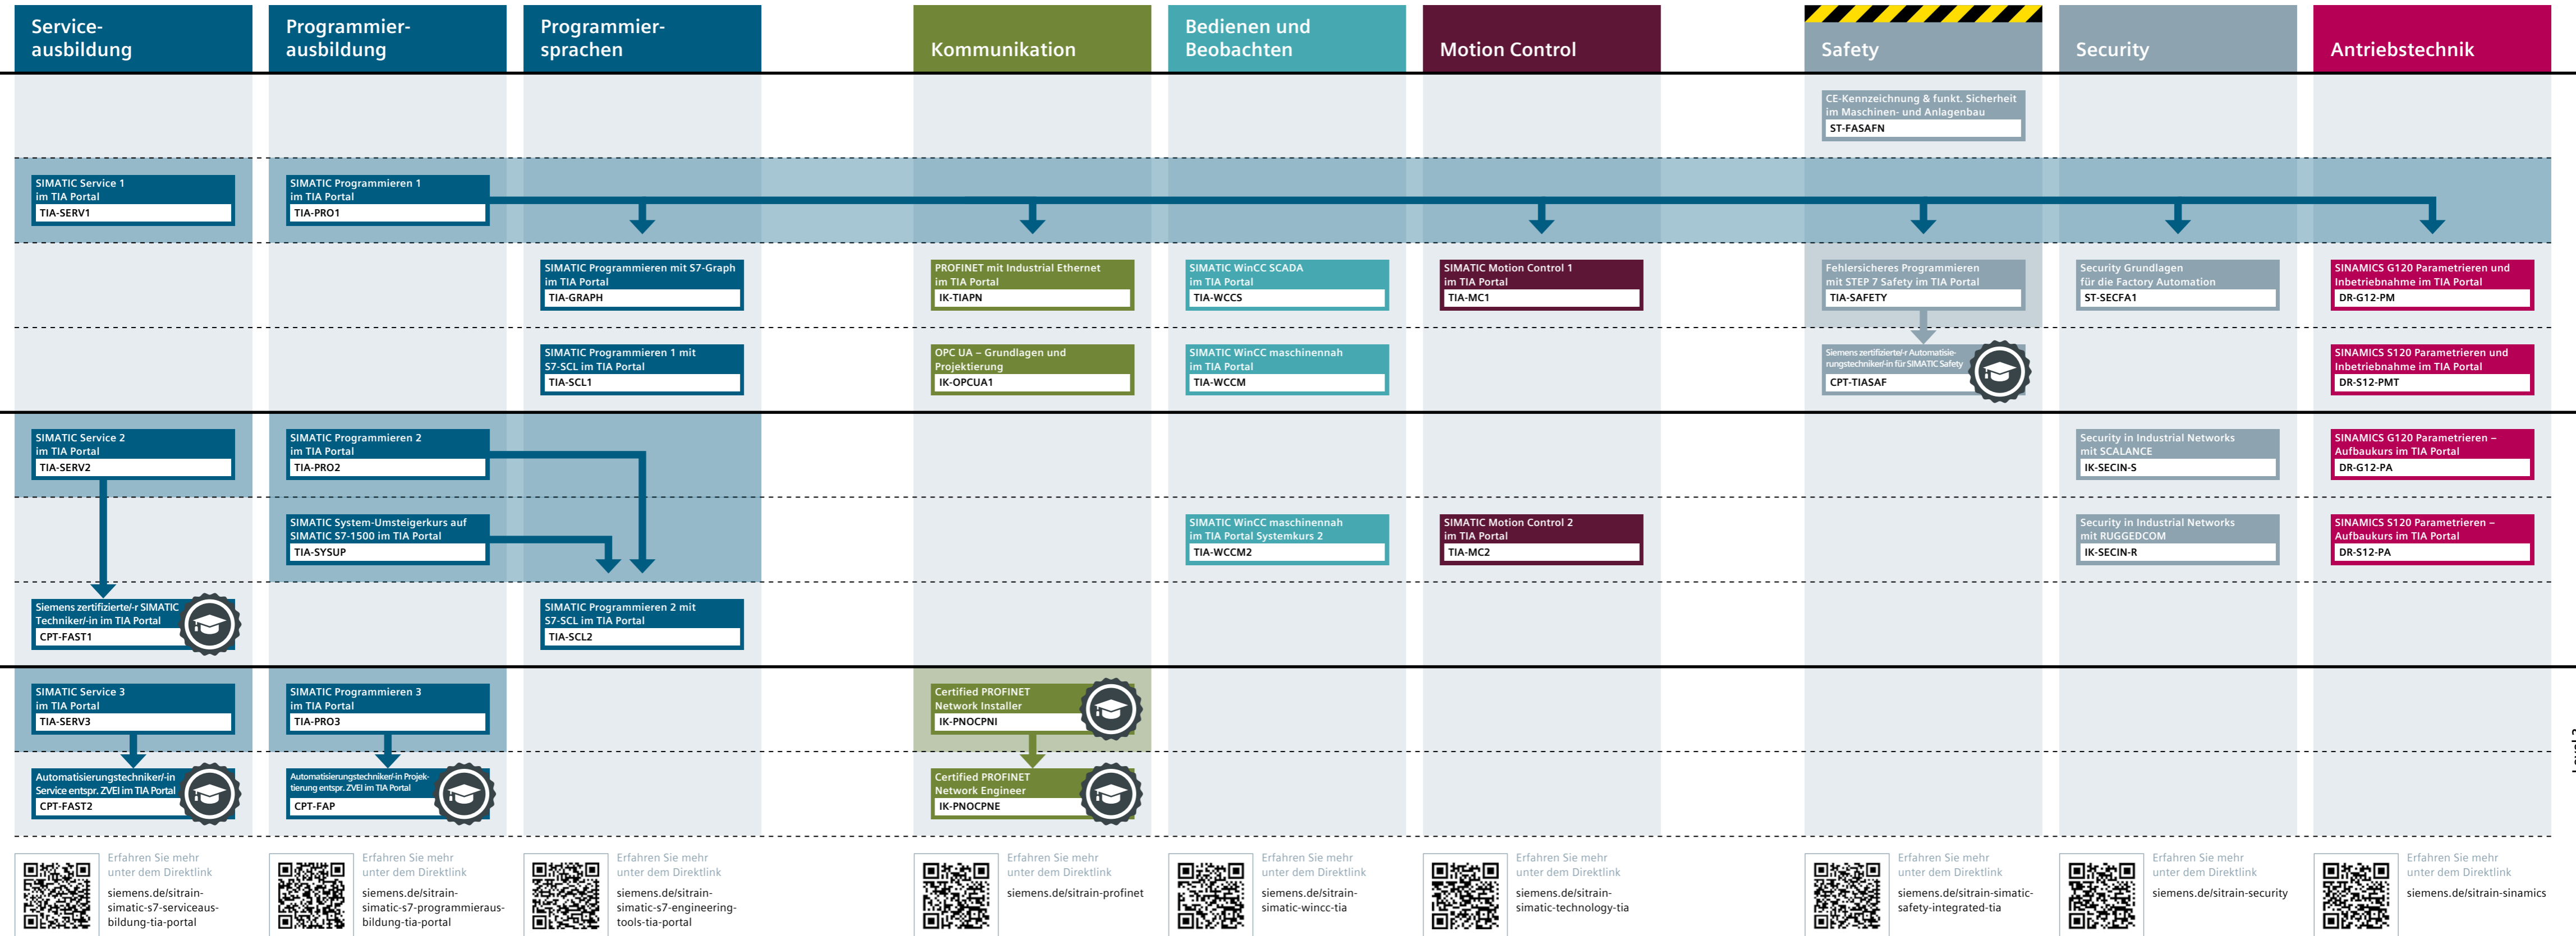 Service-
ausbildung
Programmier-
ausbildung
Programmier-
sprachen
Kommunikation
Bedienen und
Beobachten
Motion Control
Safety
Security
Antriebstechnik
CE-Kennzeichnung & funkt. Sicherheit
im Maschinen- und Anlagenbau
ST-FASAFN
SIMATIC Service 1
im TIA Portal
TIA-SERV1
SIMATIC Programmieren 1
im TIA Portal
TIA-PRO1
SIMATIC Programmieren mit S7-Graph
im TIA Portal
TIA-GRAPH
PROFINET mit Industrial Ethernet
im TIA Portal
IK-TIAPN
SIMATIC WinCC SCADA
im TIA Portal
TIA-WCCS
SIMATIC Motion Control 1
im TIA Portal
TIA-MC1
Fehlersicheres Programmieren
mit STEP 7 Safety im TIA Portal
TIA-SAFETY
Security Grundlagen
für die Factory Automation
ST-SECFA1
SINAMICS G120 Parametrieren und
Inbetriebnahme im TIA Portal
DR-G12-PM
SIMATIC Programmieren 1 mit
S7-SCL im TIA Portal
TIA-SCL1
OPC UA – Grundlagen und
Projektierung
IK-OPCUA1
SIMATIC WinCC maschinennah
im TIA Portal
TIA-WCCM
Siemens zertifizierte/-r Automatisie-
rungstechniker/-in für SIMATIC Safety
CPT-TIASAF
SINAMICS S120 Parametrieren und
Inbetriebnahme im TIA Portal
DR-S12-PMT
SIMATIC Service 2
im TIA Portal
TIA-SERV2
SIMATIC Programmieren 2
im TIA Portal
TIA-PRO2
Security in Industrial Networks
mit SCALANCE
IK-SECIN-S
SINAMICS G120 Parametrieren –
Aufbaukurs im TIA Portal
DR-G12-PA
SIMATIC System-Umsteigerkurs auf
SIMATIC S7-1500 im TIA Portal
TIA-SYSUP
SIMATIC WinCC maschinennah
im TIA Portal Systemkurs 2
TIA-WCCM2
SIMATIC Motion Control 2
im TIA Portal
TIA-MC2
Security in Industrial Networks
mit RUGGEDCOM
IK-SECIN-R
SINAMICS S120 Parametrieren –
Aufbaukurs im TIA Portal
DR-S12-PA
Siemens zertifizierte/-r SIMATIC
Techniker/-in im TIA Portal
CPT-FAST1
SIMATIC Programmieren 2 mit
S7-SCL im TIA Portal
TIA-SCL2
SIMATIC Service 3
im TIA Portal
TIA-SERV3
SIMATIC Programmieren 3
im TIA Portal
TIA-PRO3
Certified PROFINET
Network Installer
IK-PNOCPNI
Automatisierungstechniker/-in
Service entspr. ZVEI im TIA Portal
CPT-FAST2
Automatisierungstechniker/-in Projek-
tierung entspr. ZVEI im TIA Portal
CPT-FAP
Certified PROFINET
Network Engineer
IK-PNOCPNE
Erfahren Sie mehr
unter dem Direktlink
siemens.de/sitrain-
simatic-s7-serviceaus-
bildung-tia-portal
Erfahren Sie mehr
unter dem Direktlink
siemens.de/sitrain-
simatic-s7-programmieraus-
bildung-tia-portal
Erfahren Sie mehr
unter dem Direktlink
siemens.de/sitrain-
simatic-s7-engineering-
tools-tia-portal
Erfahren Sie mehr
unter dem Direktlink
siemens.de/sitrain-profinet
Erfahren Sie mehr
unter dem Direktlink
siemens.de/sitrain-
simatic-wincc-tia
Erfahren Sie mehr
unter dem Direktlink
siemens.de/sitrain-
simatic-technology-tia
Erfahren Sie mehr
unter dem Direktlink
siemens.de/sitrain-simatic-
safety-integrated-tia
Erfahren Sie mehr
unter dem Direktlink
siemens.de/sitrain-security
Erfahren Sie mehr
unter dem Direktlink
siemens.de/sitrain-sinamics